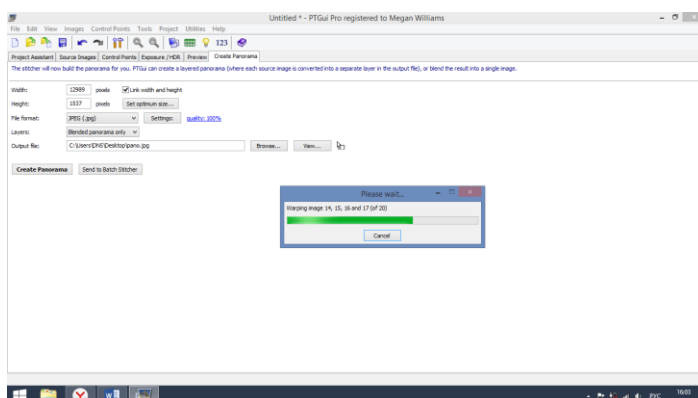 Untitled * - PTGui Pro registered to Megan Williams
File Edit View Images Control Points Tools Project Utilities Help
123
Project Assistant Source Images Control Points Exposure / HDR Preview Create Panorama
The stitcher will now build the panorama for you. PTGui can create a layered panorama (where each source image is converted into a separate layer in the output file), or blend the result into a single image.
Width: 12989 pixels Link width and height
Height: 1537 pixels Set optimum size...
File format: JPEG (.jpg) Settings: quality: 100%
Layers: Blended panorama only
Output file: C:\Users\DNS\Desktop\pano.jpg Browse... View...
Create Panorama Send to Batch Stitcher
Please wait...
Warping image 14, 15, 16 and 17 (of 20)
Cancel
РУС 16:03